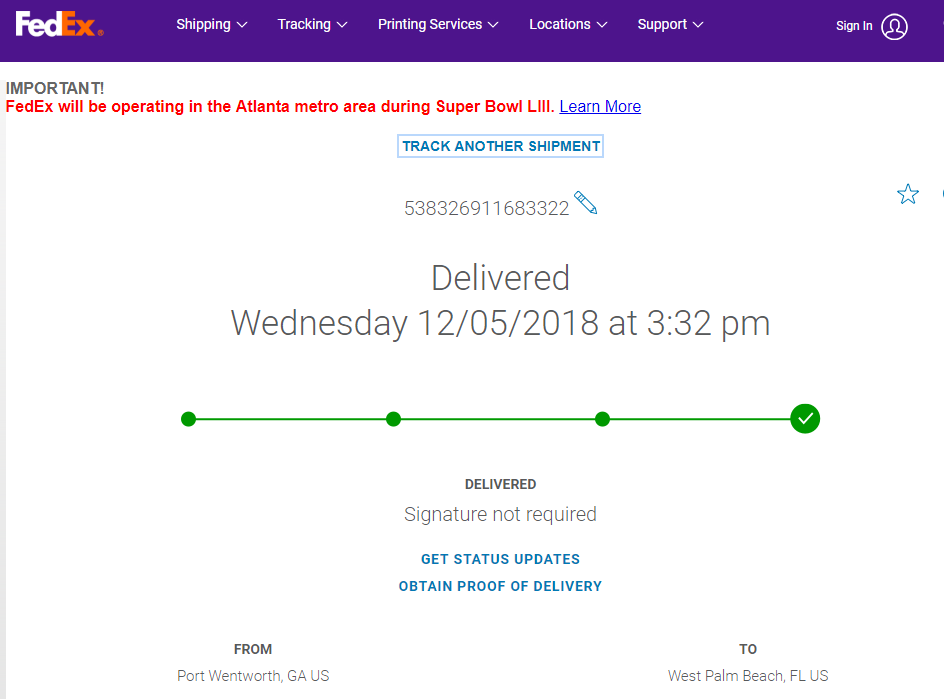 FedEx®
Shipping Tracking Printing Services Locations Support Sign In
IMPORTANT!
FedEx will be operating in the Atlanta metro area during Super Bowl LIII. Learn More
TRACK ANOTHER SHIPMENT
538326911683322
Delivered
Wednesday 12/05/2018 at 3:32 pm
DELIVERED
Signature not required
GET STATUS UPDATES
OBTAIN PROOF OF DELIVERY
FROM TO
Port Wentworth, GA US West Palm Beach, FL US